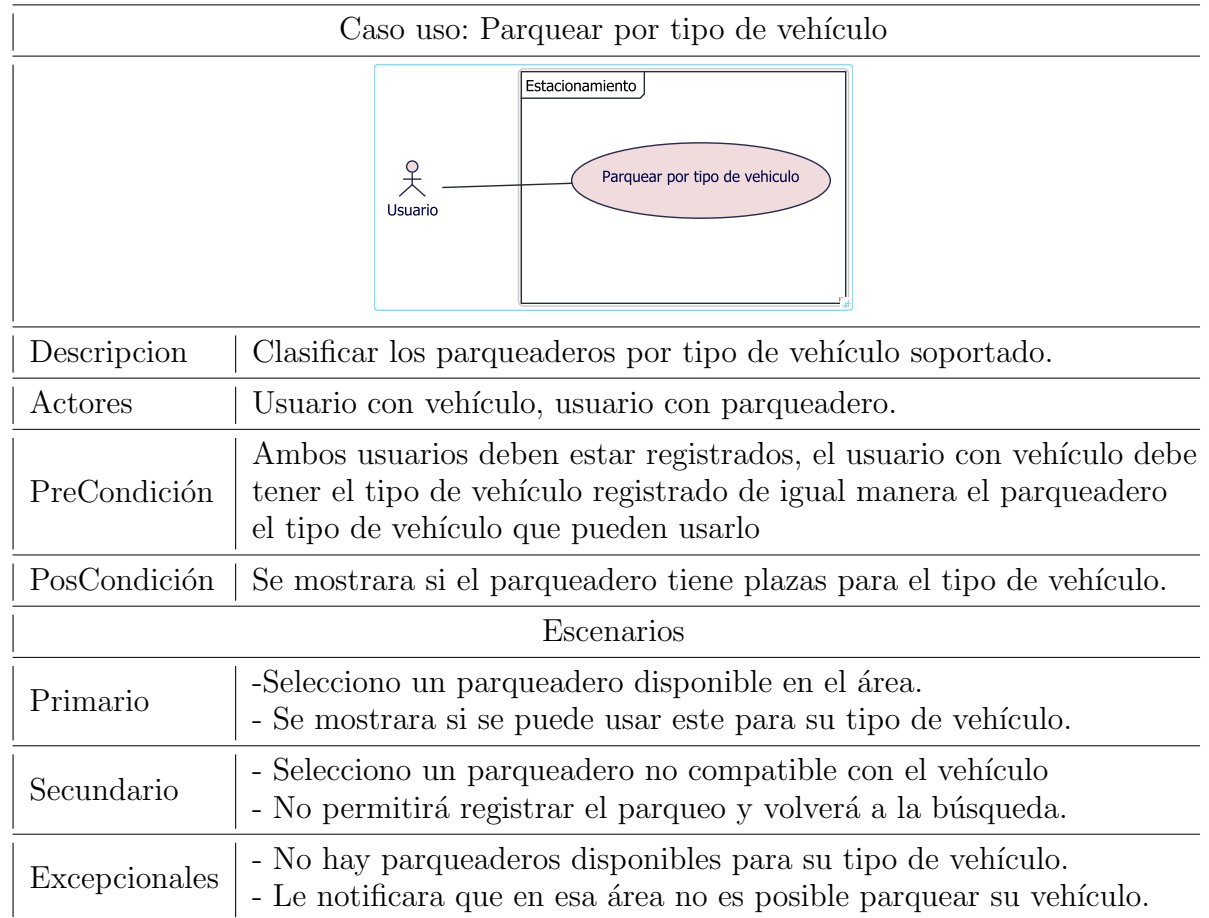 Caso uso: Parquear por tipo de vehículo
Estacionamiento
Parquear por tipo de vehiculo
Usuario
Descripcion
Clasificar los parqueaderos por tipo de vehículo soportado.
Actores
Usuario con vehículo, usuario con parqueadero.
PreCondición
Ambos usuarios deben estar registrados, el usuario con vehículo debe
tener el tipo de vehículo registrado de igual manera el parqueadero
el tipo de vehículo que pueden usarlo
PosCondición
Se mostrara si el parqueadero tiene plazas para el tipo de vehículo.
Escenarios
Primario
-Selecciono un parqueadero disponible en el área.
- Se mostrara si se puede usar este para su tipo de vehículo.
Secundario
- Selecciono un parqueadero no compatible con el vehículo
- No permitirá registrar el parqueo y volverá a la búsqueda.
Excepcionales
- No hay parqueaderos disponibles para su tipo de vehículo.
- Le notificara que en esa área no es posible parquear su vehículo.